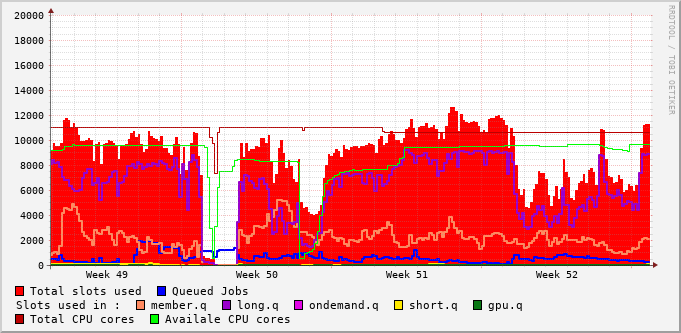 20000
18000
16000
14000
12000
10000
8000
6000
4000
2000
0
Week 49 Week 50 Week 51 Week 52
RRDTOOL / TOBI OETIKER
Total slots used Queued Jobs
Slots used in : member.q long.q ondemand.q short.q gpu.q
Total CPU cores Availale CPU cores